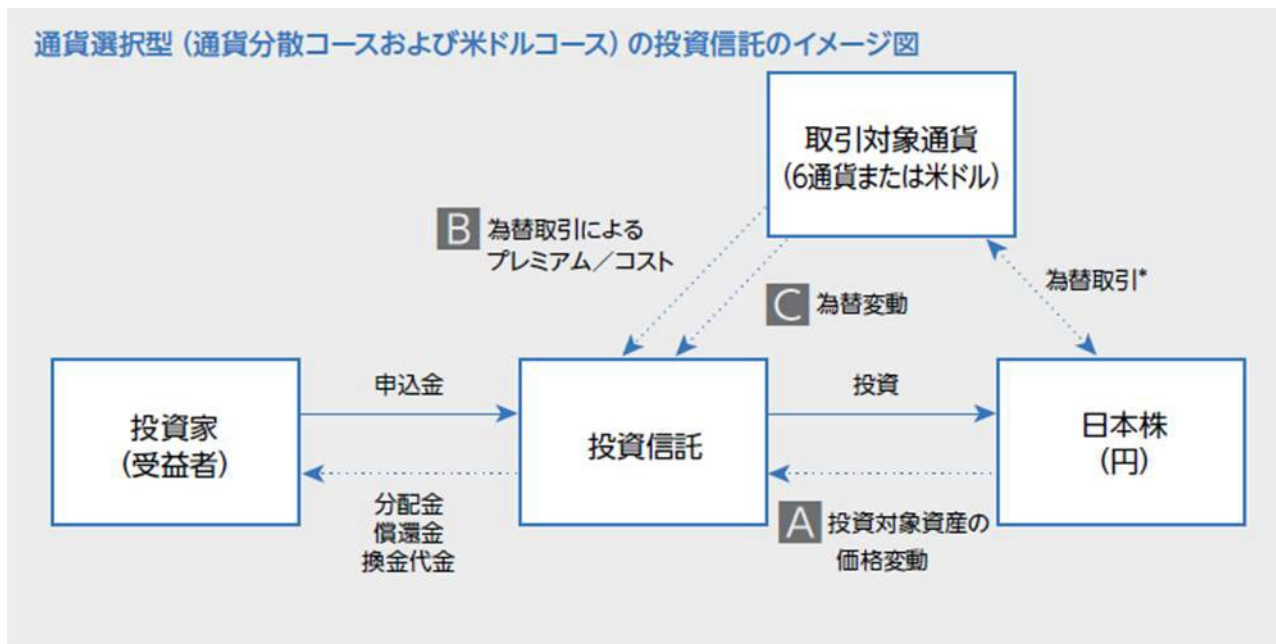 通貨選択型（通貨分散コースおよび米ドルコース）の投資信託のイメージ図
取引対象通貨
（6通貨または米ドル）
B 為替取引による
プレミアム／コスト
為替取引*
C 為替変動
申込金
投資
投資家
（受益者）
投資信託
日本株
（円）
分配金
償還金
換金代金
A 投資対象資産の
価格変動